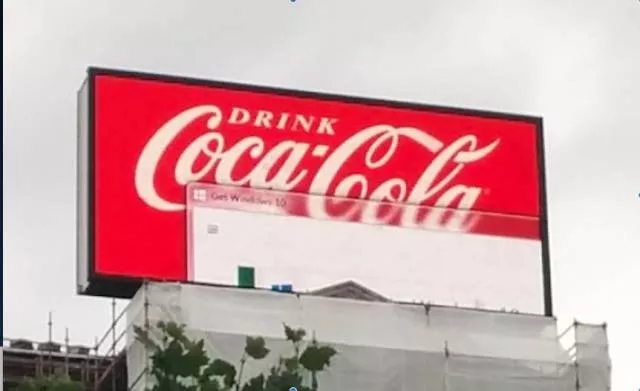 DRINK
Coca-Cola
Get Windows 10